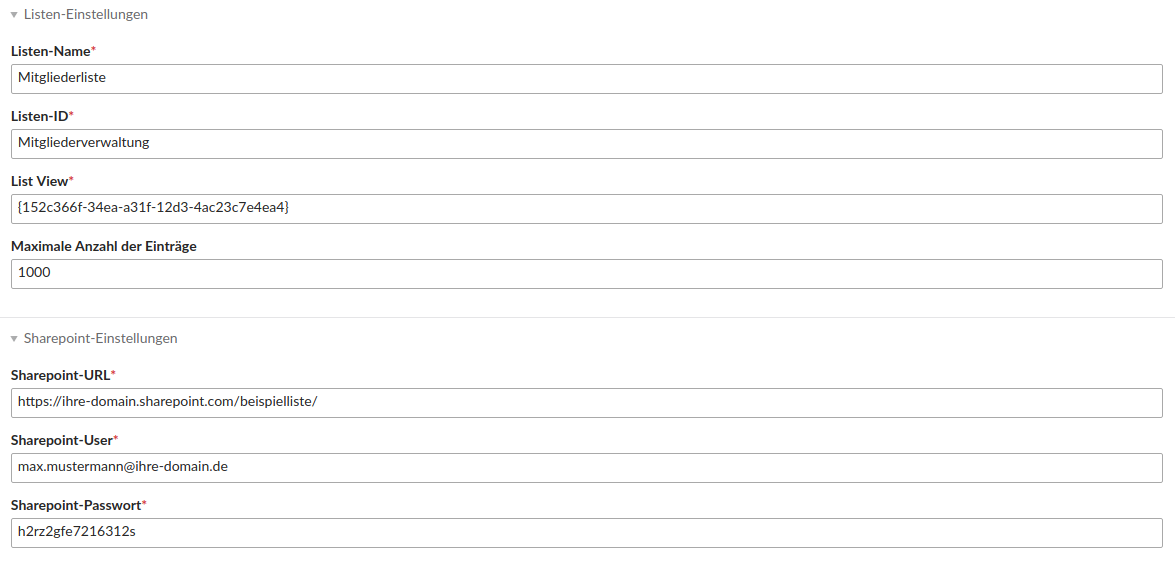 Listen-Einstellungen
Listen-Name*
Mitgliederliste
Listen-ID*
Mitgliederverwaltung
List View*
{152c366f-34ea-a31f-12d3-4ac23c7e4ea4}
Maximale Anzahl der Einträge
1000
Sharepoint-Einstellungen
Sharepoint-URL*
https://ihre-domain.sharepoint.com/beispielliste/
Sharepoint-User*
max.mustermann@ihre-domain.de
Sharepoint-Passwort*
h2rz2gfe7216312s